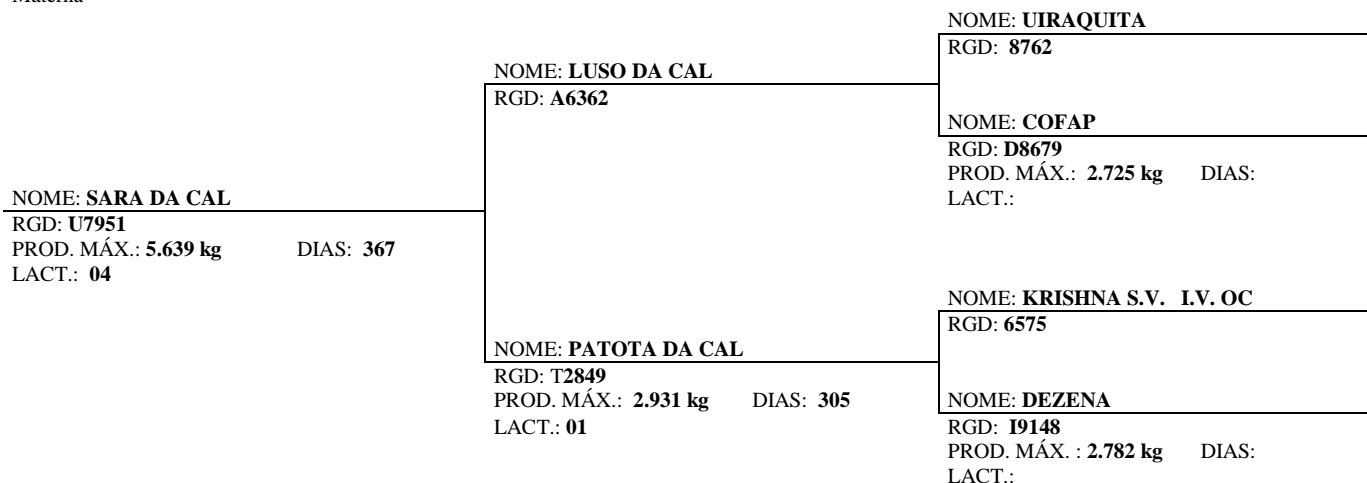 Materna
NOME: UIRAQUITA
RGD: 8762
NOME: LUSO DA CAL
RGD: A6362
NOME: COFAP
RGD: D8679
PROD. MÁX.: 2.725 kg DIAS:
LACT.:
NOME: SARA DA CAL
RGD: U7951
PROD. MÁX.: 5.639 kg DIAS: 367
LACT.: 04
NOME: KRISHNA S.V. I.V. OC
RGD: 6575
NOME: PATOTA DA CAL
RGD: T2849
PROD. MÁX.: 2.931 kg DIAS: 305
LACT.: 01
NOME: DEZENA
RGD: I9148
PROD. MÁX. : 2.782 kg DIAS:
LACT.: